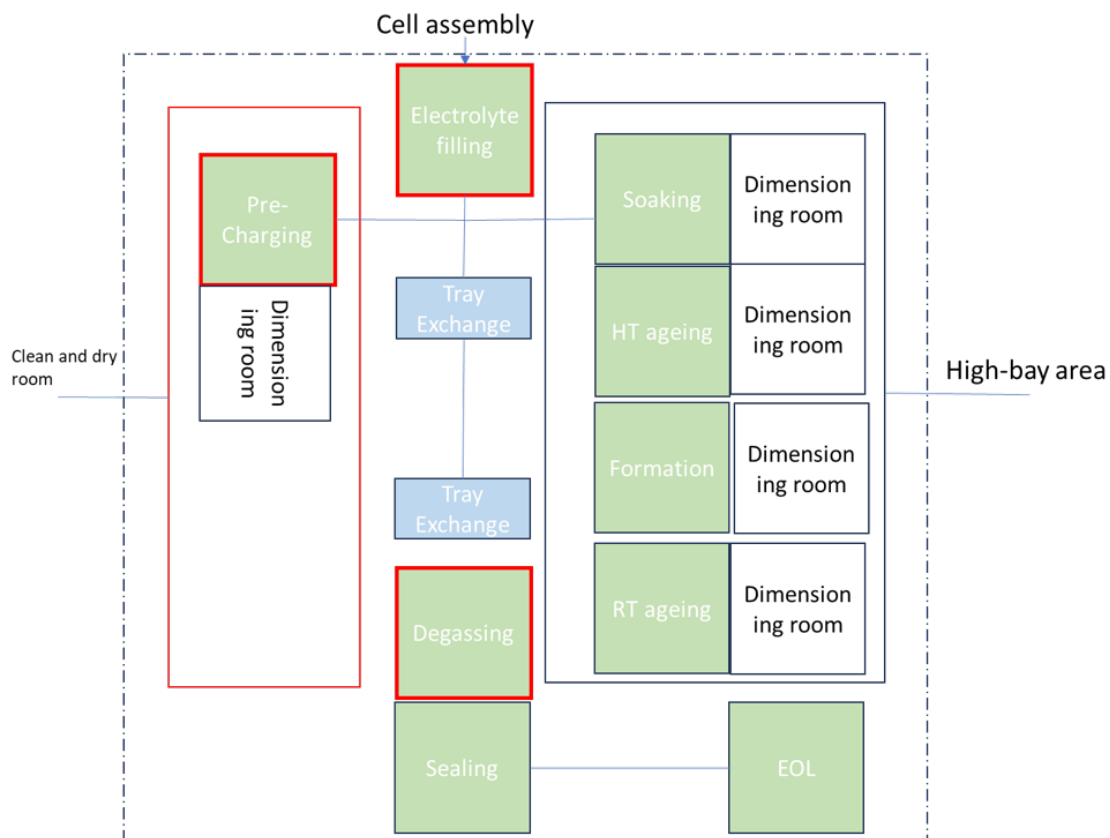 Cell assembly
Electrolyte
filling
Pre-
Charging
Soaking
Dimension
ing room
Tray
Exchange
HT ageing
Dimension
ing room
Dimension
ing room
Clean and dry
room
High-bay area
Formation
Dimension
ing room
Tray
Exchange
Degassing
RT ageing
Dimension
ing room
Sealing
EOL